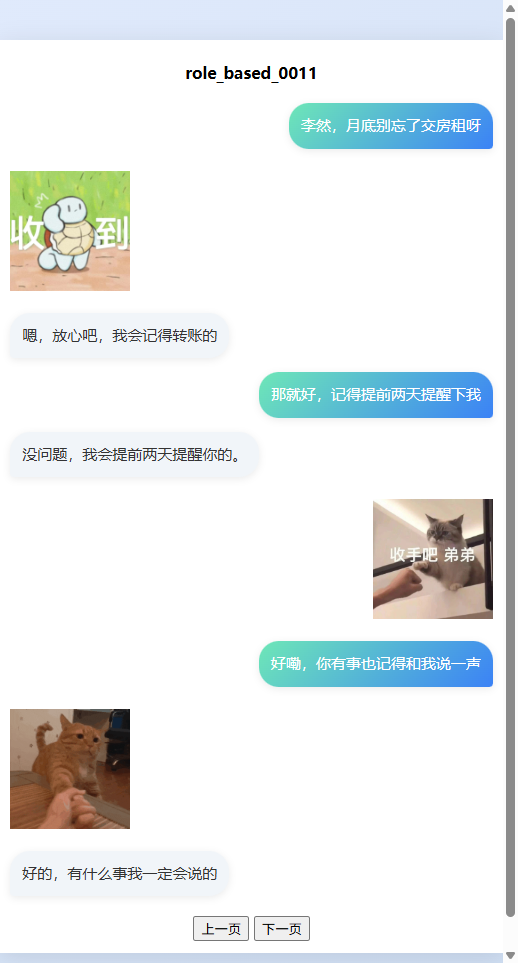 role_based_0011
李然，月底别忘了交房租呀
收到
嗯，放心吧，我会记得转账的
那就好，记得提前两天提醒下我
没问题，我会提前两天提醒你的。
收手吧 弟弟
好嘞，你有事也记得和我说一声
好的，有什么事我一定会说的
上一页 下一页